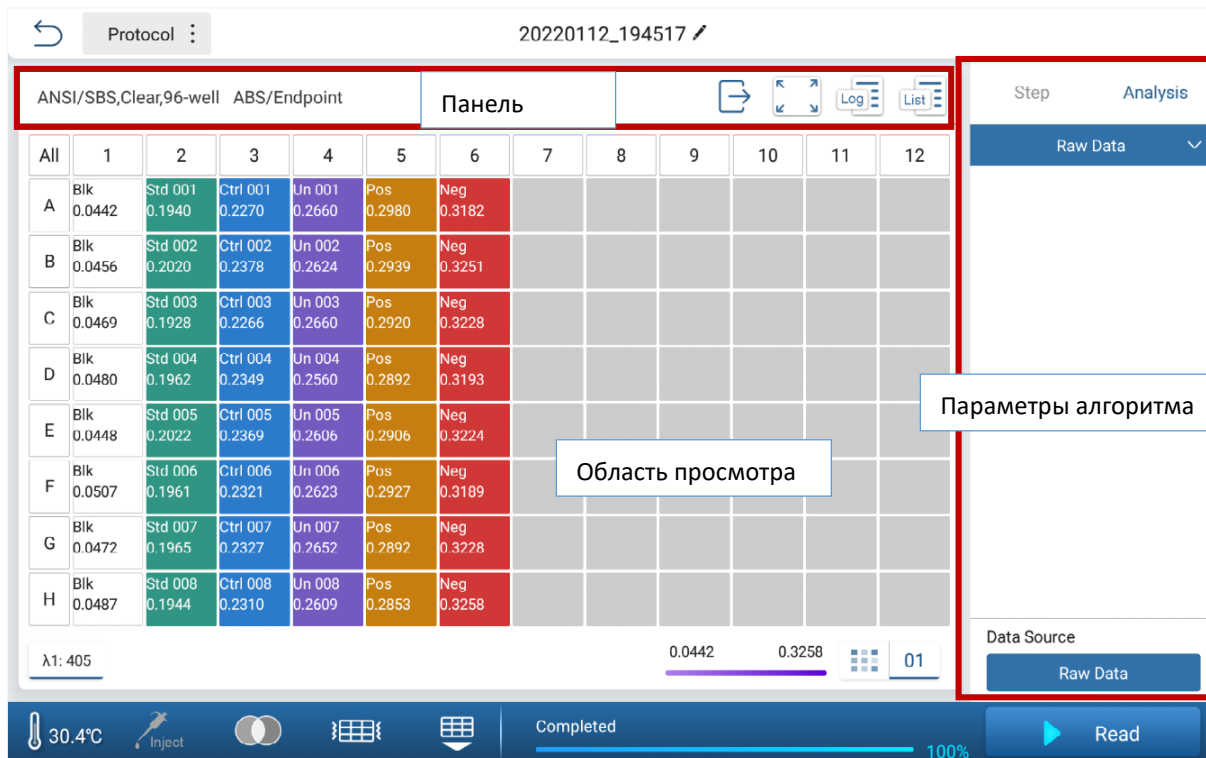 Protocol
20220112_194517
ANSI/SBS,Clear,96-well ABS/Endpoint
Панель
Log
List
Step Analysis
Raw Data
All 1 2 3 4 5 6 7 8 9 10 11 12
Blk Std 001 Ctrl 001 Un 001 Pos Neg
A 0.0442 0.1940 0.2270 0.2660 0.2980 0.3182
Blk Std 002 Ctrl 002 Un 002 Pos Neg
B 0.0456 0.2020 0.2378 0.2624 0.2939 0.3251
Blk Std 003 Ctrl 003 Un 003 Pos Neg
C 0.0469 0.1928 0.2266 0.2660 0.2920 0.3228
Blk Std 004 Ctrl 004 Un 004 Pos Neg
D 0.0480 0.1962 0.2349 0.2560 0.2892 0.3193
Параметры алгоритма
Blk Std 005 Ctrl 005 Un 005 Pos Neg
E 0.0448 0.2022 0.2369 0.2606 0.2906 0.3224
Область просмотра
Blk Std 006 Ctrl 006 Un 006 Pos Neg
F 0.0507 0.1961 0.2321 0.2623 0.2927 0.3189
Blk Std 007 Ctrl 007 Un 007 Pos Neg
G 0.0472 0.1965 0.2327 0.2652 0.2892 0.3228
Blk Std 008 Ctrl 008 Un 008 Pos Neg
H 0.0487 0.1944 0.2310 0.2609 0.2853 0.3258
λ1: 405
0.0442 0.3258
01
Data Source
Raw Data
30.4℃
Inject
Completed
100%
Read